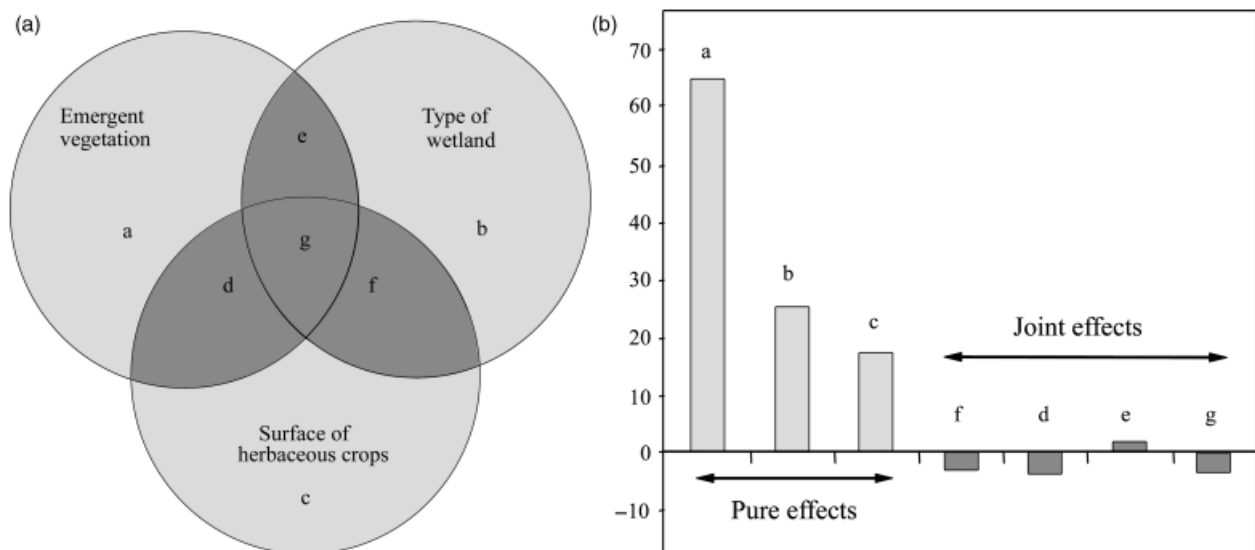 (a)
Emergent
vegetation
Type of
wetland
e
a
b
g
d
f
Surface of
herbaceous crops
c
(b)
70
60
50
40
30
20
10
0
−10
a
b
c
Joint effects
f
d
e
g
Pure effects